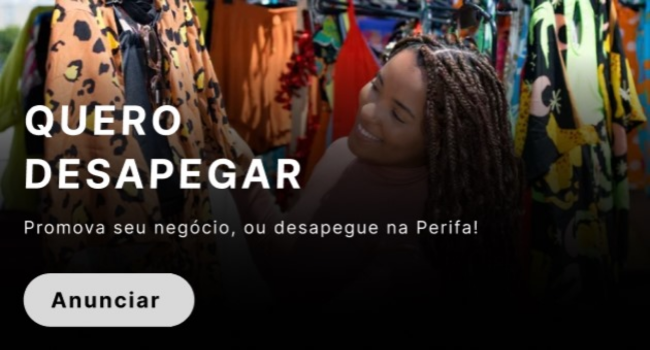 QUERO
DESAPEGAR
Promova seu negócio, ou desapegue na Perifa!
Anunciar